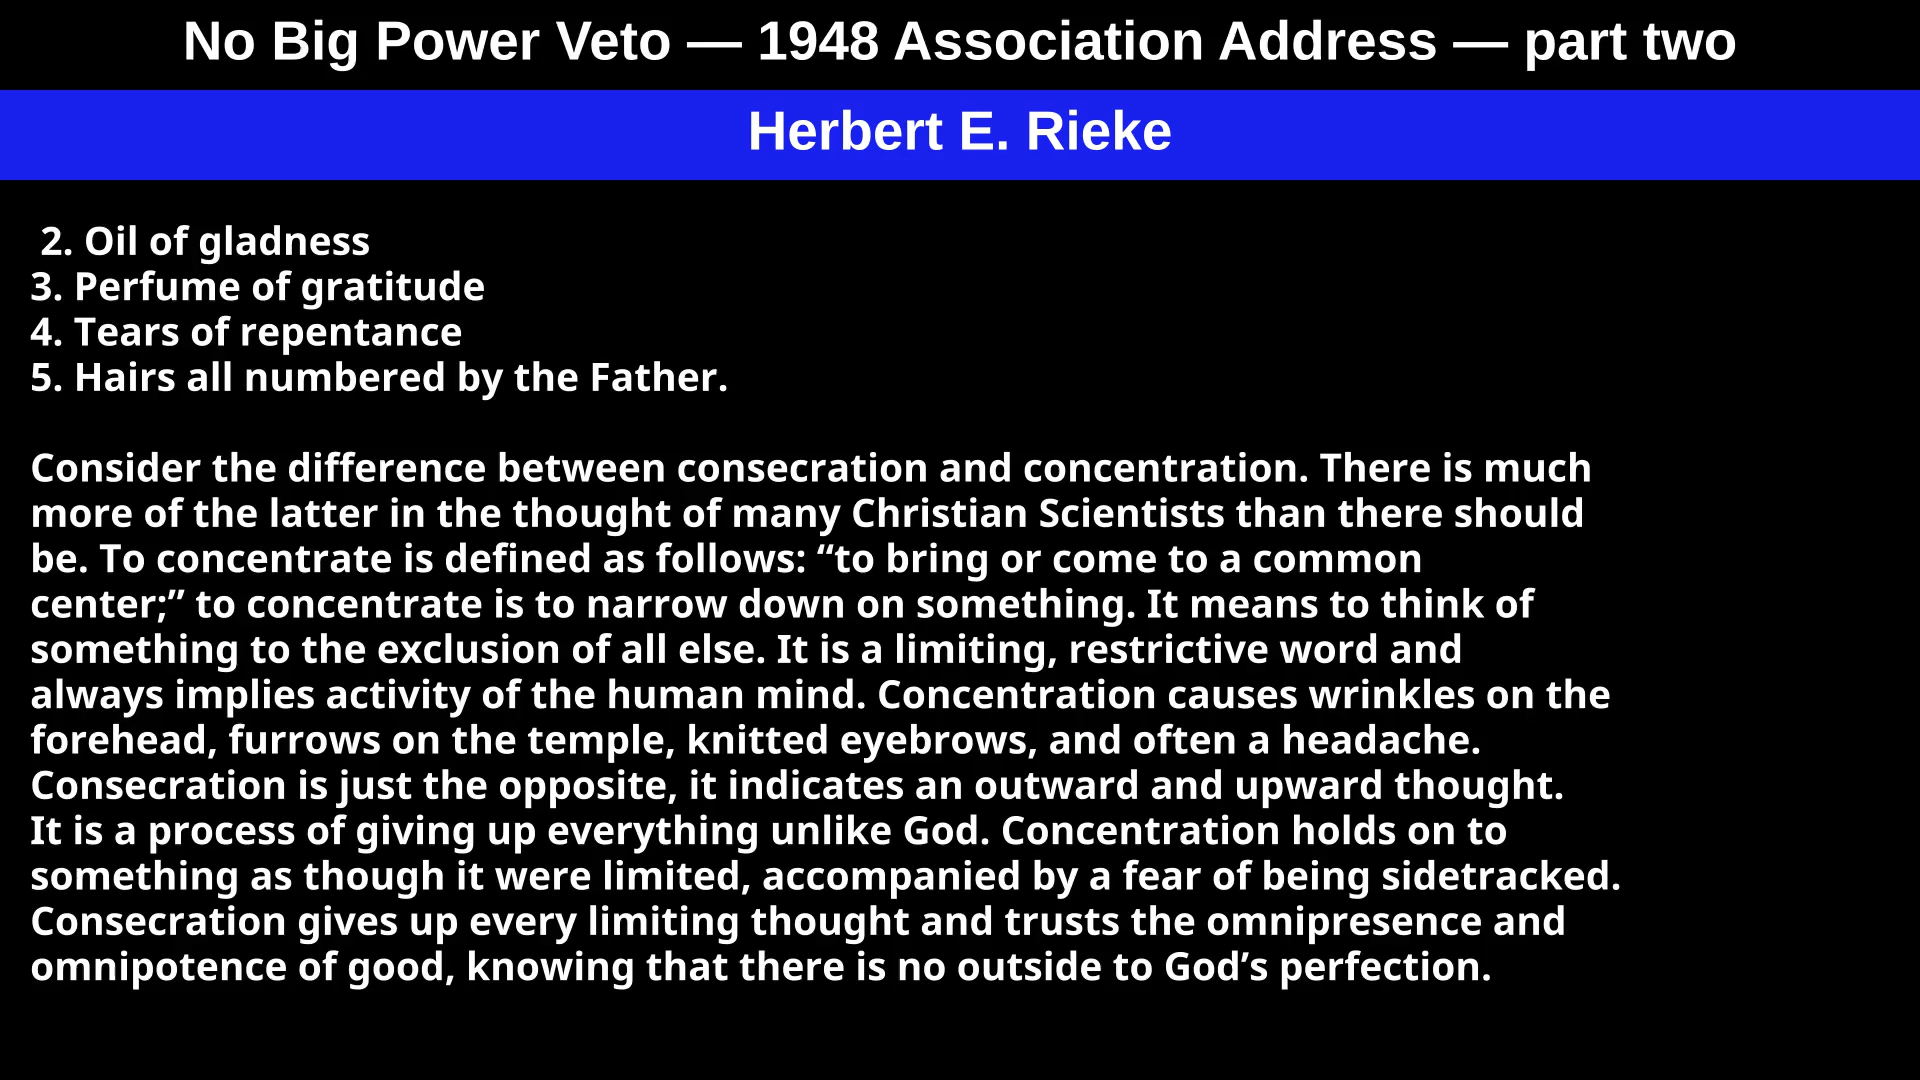 No Big Power Veto — 1948 Association Address — part two
Herbert E. Rieke
2. Oil of gladness
3. Perfume of gratitude
4. Tears of repentance
5. Hairs all numbered by the Father.
Consider the difference between consecration and concentration. There is much
more of the latter in the thought of many Christian Scientists than there should
be. To concentrate is defined as follows: “to bring or come to a common
center;” to concentrate is to narrow down on something. It means to think of
something to the exclusion of all else. It is a limiting, restrictive word and
always implies activity of the human mind. Concentration causes wrinkles on the
forehead, furrows on the temple, knitted eyebrows, and often a headache.
Consecration is just the opposite, it indicates an outward and upward thought.
It is a process of giving up everything unlike God. Concentration holds on to
something as though it were limited, accompanied by a fear of being sidetracked.
Consecration gives up every limiting thought and trusts the omnipresence and
omnipotence of good, knowing that there is no outside to God’s perfection.